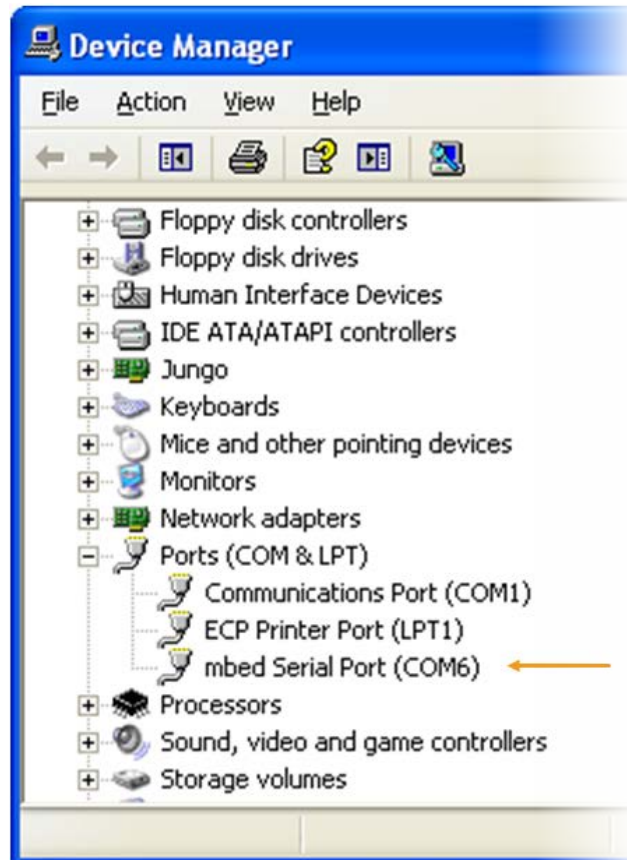 Device Manager
File Action View Help
Floppy disk controllers
Floppy disk drives
Human Interface Devices
IDE ATA/ATAPI controllers
Jungo
Keyboards
Mice and other pointing devices
Monitors
Network adapters
Ports (COM & LPT)
Communications Port (COM1)
ECP Printer Port (LPT1)
mbed Serial Port (COM6)
Processors
Sound, video and game controllers
Storage volumes